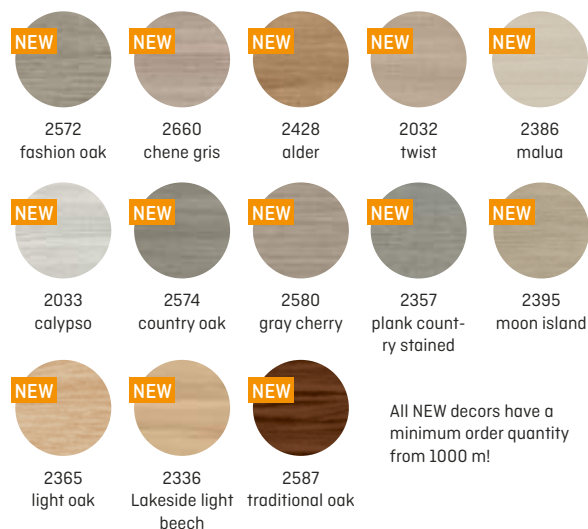 NEW NEW NEW NEW NEW
2572 2660 2428 2032 2386
fashion oak chene gris alder twist malua
NEW NEW NEW NEW NEW
2033 2574 2580 2357 2395
calypso country oak gray cherry plank count- moon island
ry stained
NEW NEW NEW
All NEW decors have a
minimum order quantity
from 1000 m!
2365 2336 2587
light oak Lakeside light traditional oak
beech